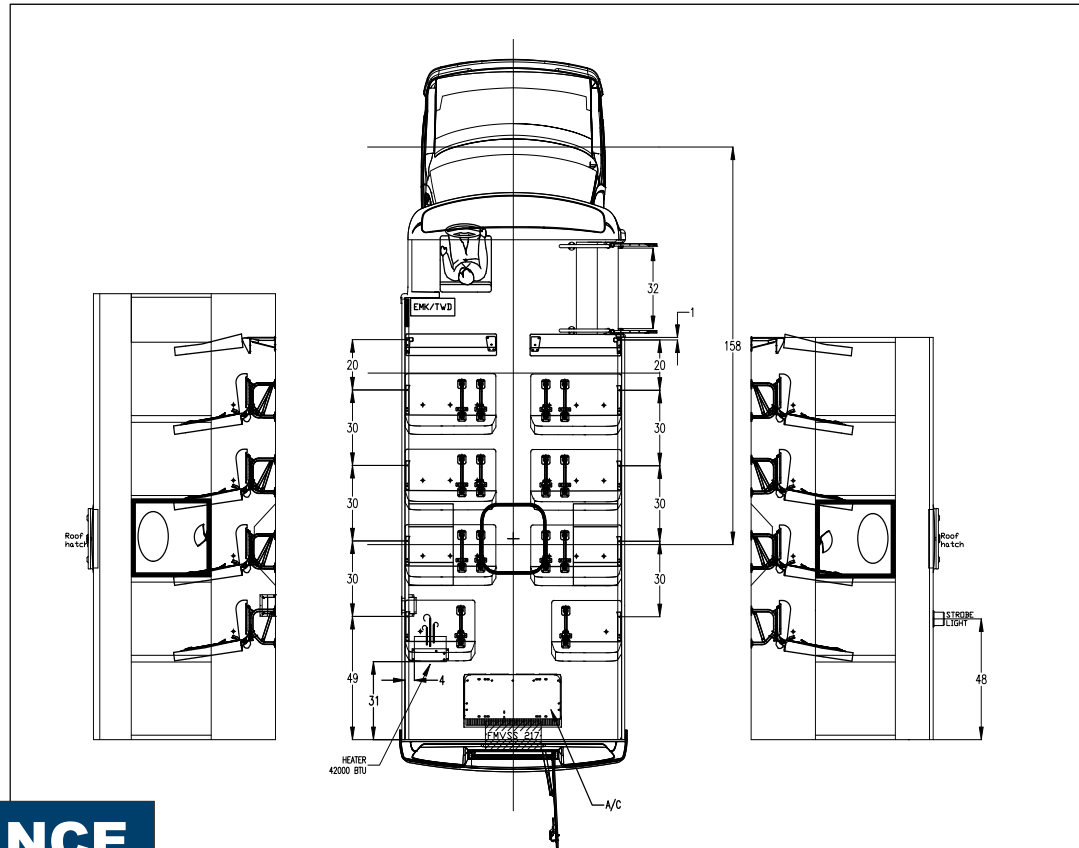 EMK/TWD
32
1
158
20
20
30
30
30
30
30
30
Roof
hatch
Roof
hatch
STROBE
LIGHT
49
31
4
48
FMVSS 217
HEATER
42000 BTU
A/C
NCE